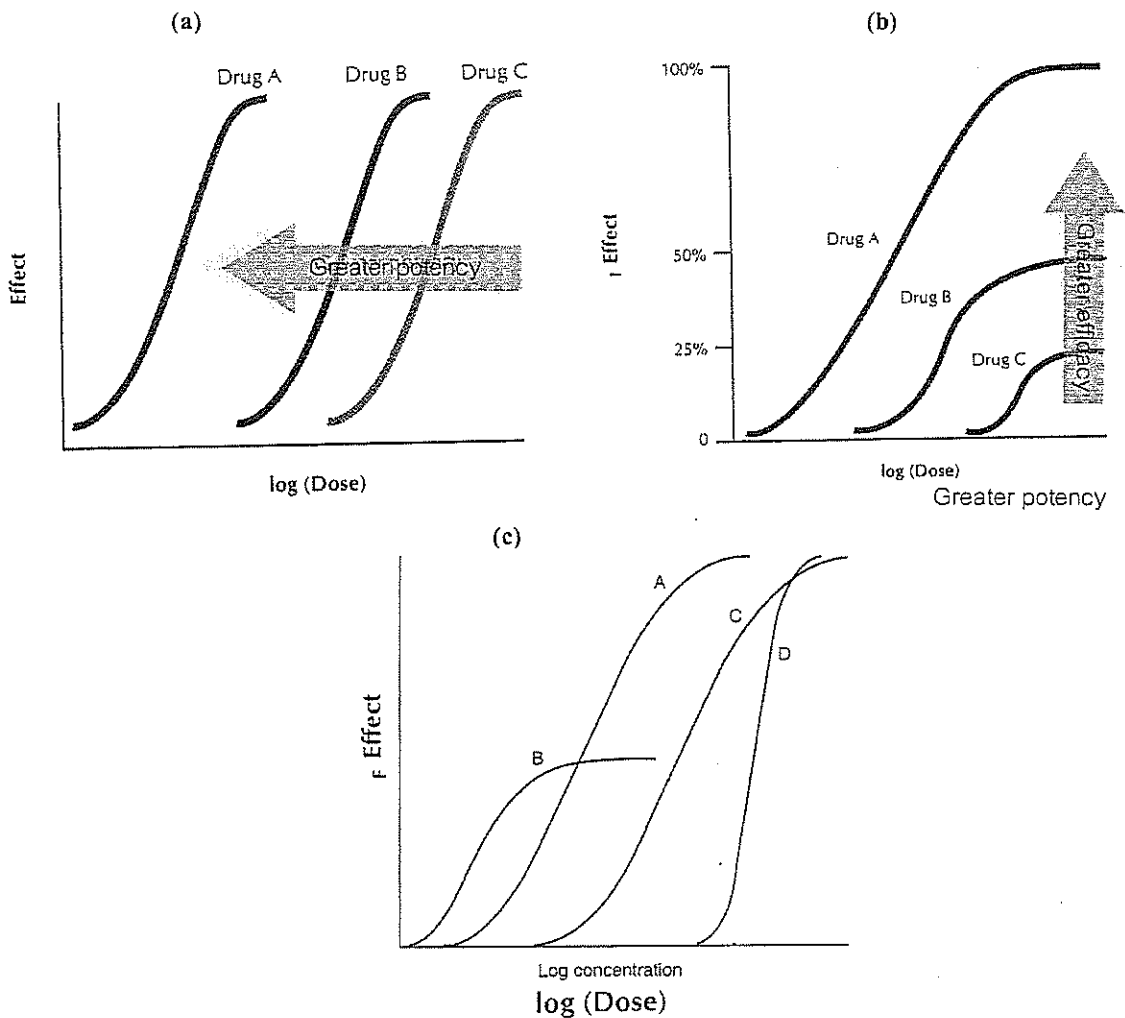 (a)
Drug A
Drug B
Drug C
Greater potency
Effect
log (Dose)
(b)
100%
50%
25%
0
Effect
Drug A
Drug B
Drug C
Greater efficacy
log (Dose)
Greater potency
(c)
A
B
C
D
F Effect
Log concentration
log (Dose)